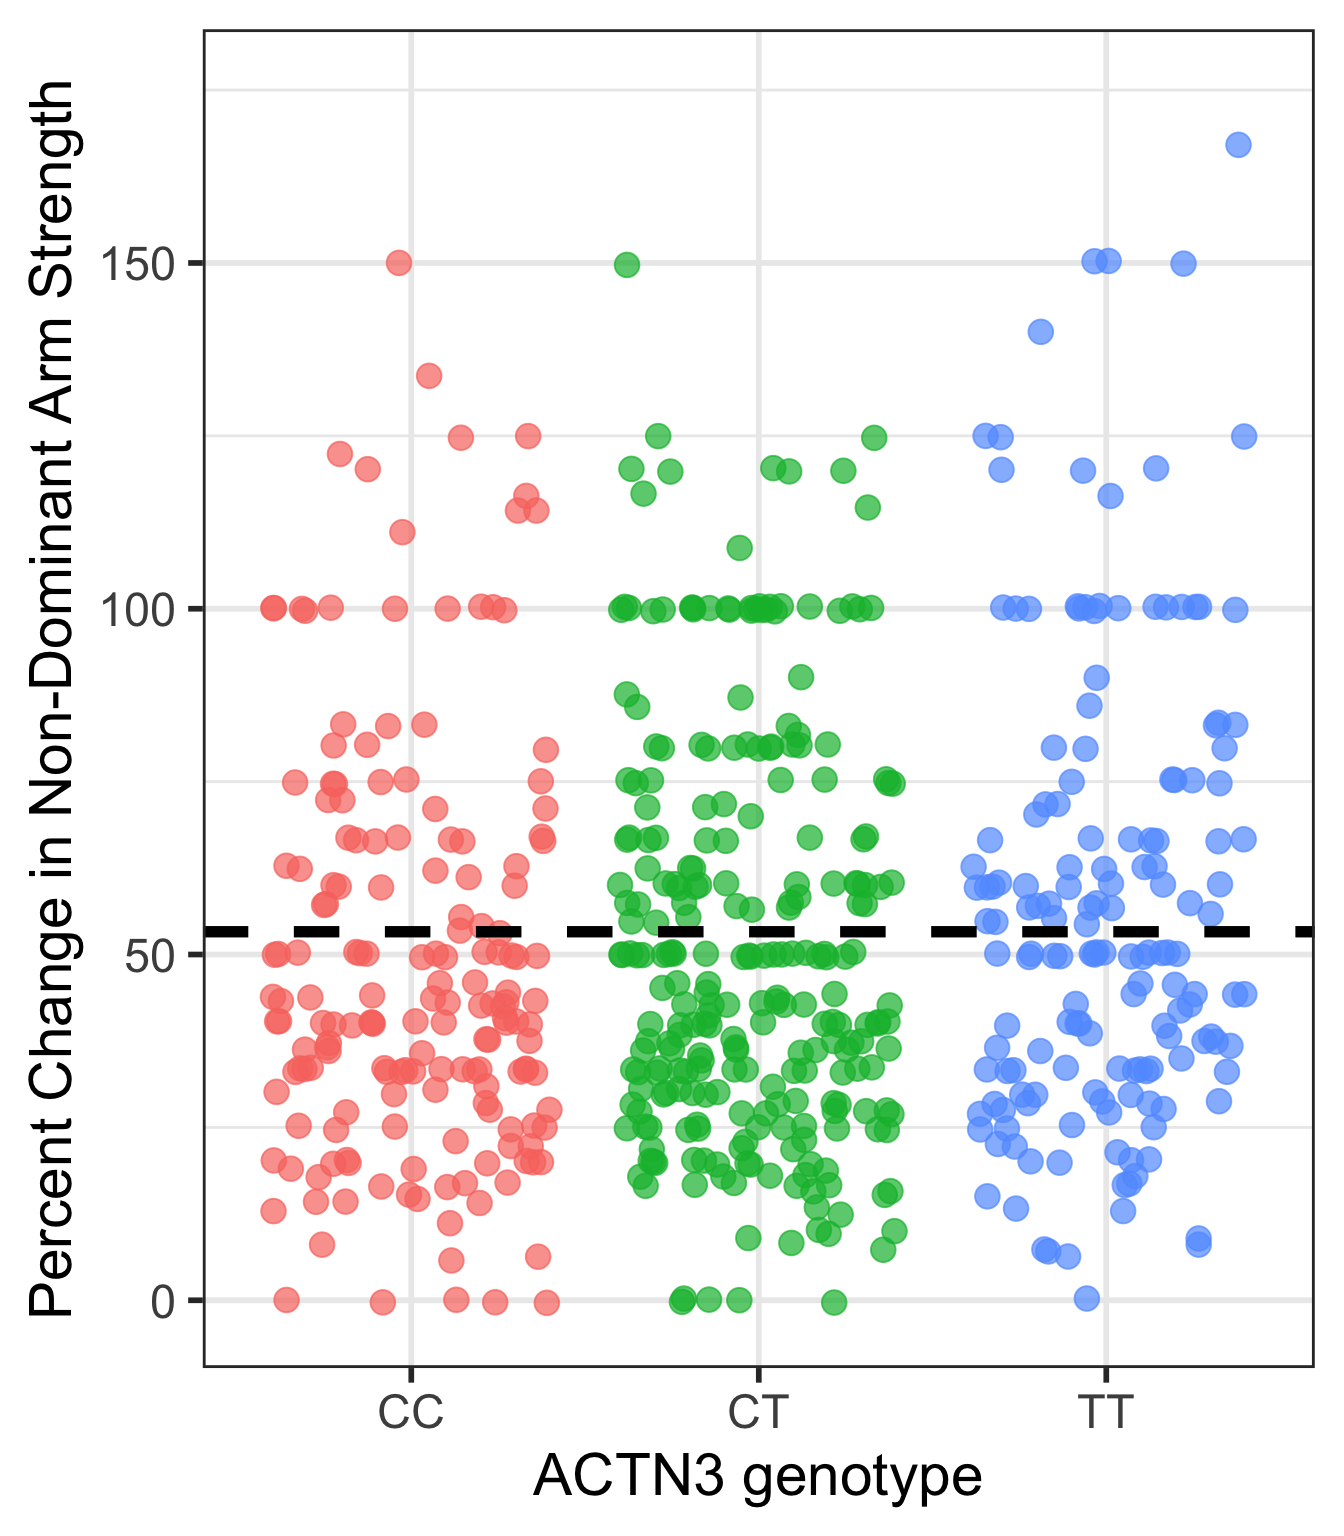 Percent Change in Non-Dominant Arm Strength
150
100
50
0
CC CT TT
ACTN3 genotype